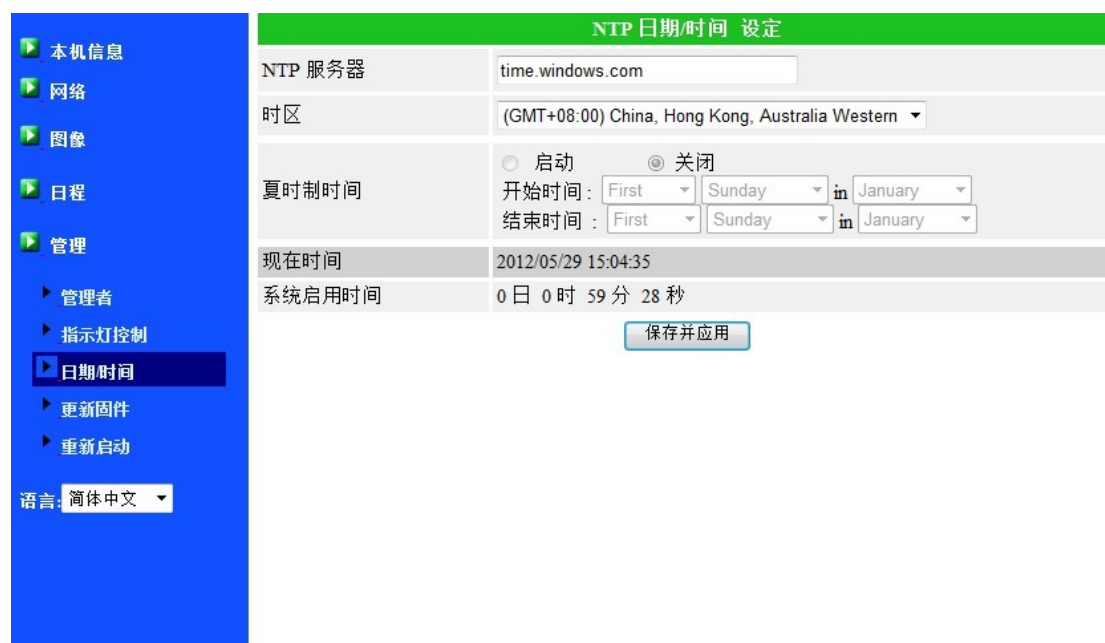 本机信息
网络
图像
日程
管理
管理者
指示灯控制
日期/时间
更新固件
重新启动
语言: 简体中文
NTP 日期/时间 设定
NTP 服务器 time.windows.com
时区 (GMT+08:00) China, Hong Kong, Australia Western
夏时制时间
启动 关闭
开始时间 : First Sunday in January
结束时间 : First Sunday in January
现在时间 2012/05/29 15:04:35
系统启用时间 0 日 0 时 59 分 28 秒
保存并应用